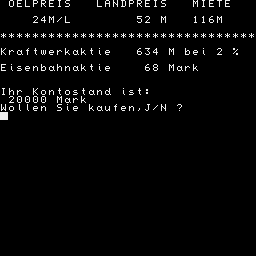 OELPREIS LANDPREIS MIETE
24M/L 52 M 116M
********************************
Kraftwerkaktie 634 M bei 2 %
Eisenbahnaktie 68 Mark
Ihr Kontostand ist:
20000 Mark
Wollen Sie kaufen,J/N ?